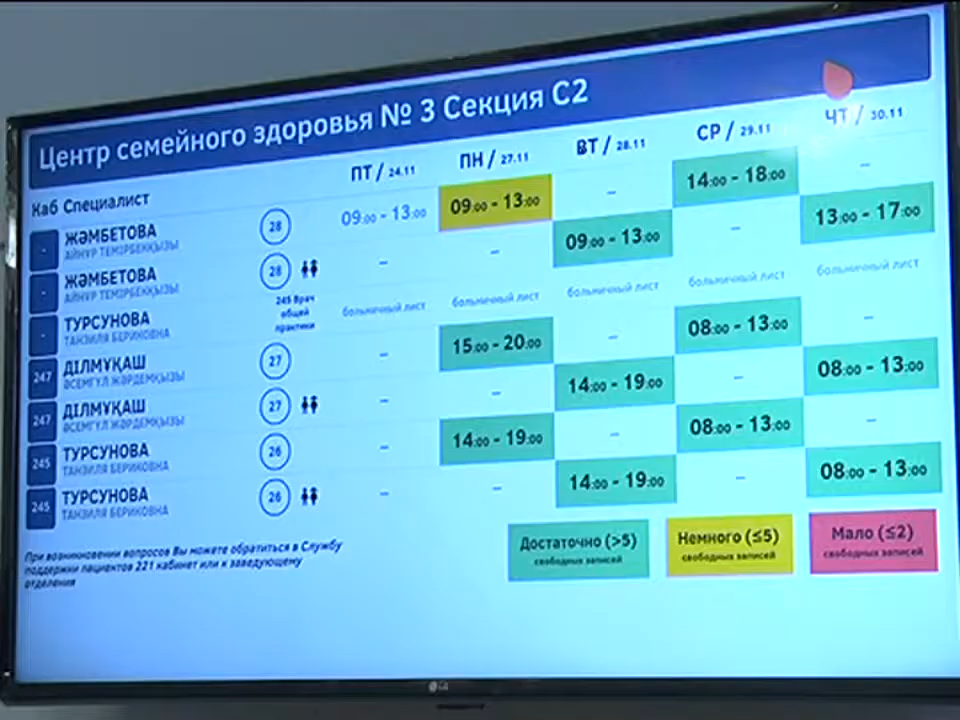 Центр семейного здоровья № 3 Секция С2
Каб Специалист ПТ / 24.11 ПН / 27.11 ВТ / 28.11 СР / 29.11 ЧТ / 30.11
- ЖӘМБЕТОВА 28 09:00 - 13:00 09:00 - 13:00 – 14:00 - 18:00 –
АЙНҰР ТЕМІРБЕКҚЫЗЫ
- ЖӘМБЕТОВА 28 – – 09:00 - 13:00 – 13:00 - 17:00
АЙНҰР ТЕМІРБЕКҚЫЗЫ
- ТУРСУНОВА 245 Врач общей практики больничный лист больничный лист больничный лист больничный лист больничный лист
ТАНЗИЛЯ БЕРИКОВНА
247 ДІЛМҰҚАШ 27 – 15:00 - 20:00 – 08:00 - 13:00 –
ӘСЕМГҮЛ ЖӘРДЕМҚЫЗЫ
247 ДІЛМҰҚАШ 27 – – 14:00 - 19:00 – 08:00 - 13:00
ӘСЕМГҮЛ ЖӘРДЕМҚЫЗЫ
245 ТУРСУНОВА 26 – 14:00 - 19:00 – 08:00 - 13:00 –
ТАНЗИЛЯ БЕРИКОВНА
245 ТУРСУНОВА 26 – – 14:00 - 19:00 – 08:00 - 13:00
ТАНЗИЛЯ БЕРИКОВНА
При возникновении вопросов Вы можете обратиться в Службу
поддержки пациентов 221 кабинет или к заведующему
отделения
Достаточно (>5) Немного (≤5) Мало (≤2)
свободных записей свободных записей свободных записей
LG